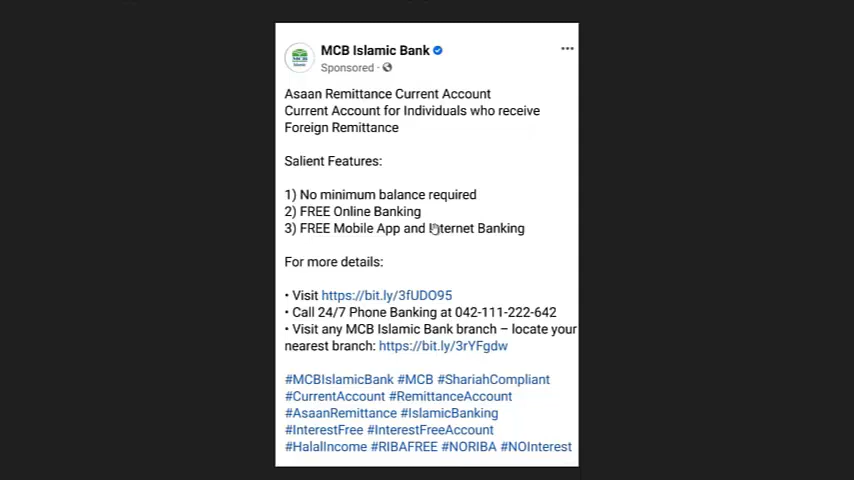 MCB Islamic Bank
Sponsored ·
Asaan Remittance Current Account
Current Account for Individuals who receive
Foreign Remittance
Salient Features:
1) No minimum balance required
2) FREE Online Banking
3) FREE Mobile App and Internet Banking
For more details:
• Visit https://bit.ly/3fUDO95
• Call 24/7 Phone Banking at 042-111-222-642
• Visit any MCB Islamic Bank branch – locate your
nearest branch: https://bit.ly/3rYFgdw
#MCBIslamicBank #MCB #ShariahCompliant
#CurrentAccount #RemittanceAccount
#AsaanRemittance #IslamicBanking
#InterestFree #InterestFreeAccount
#HalalIncome #RIBAFREE #NORIBA #NOInterest